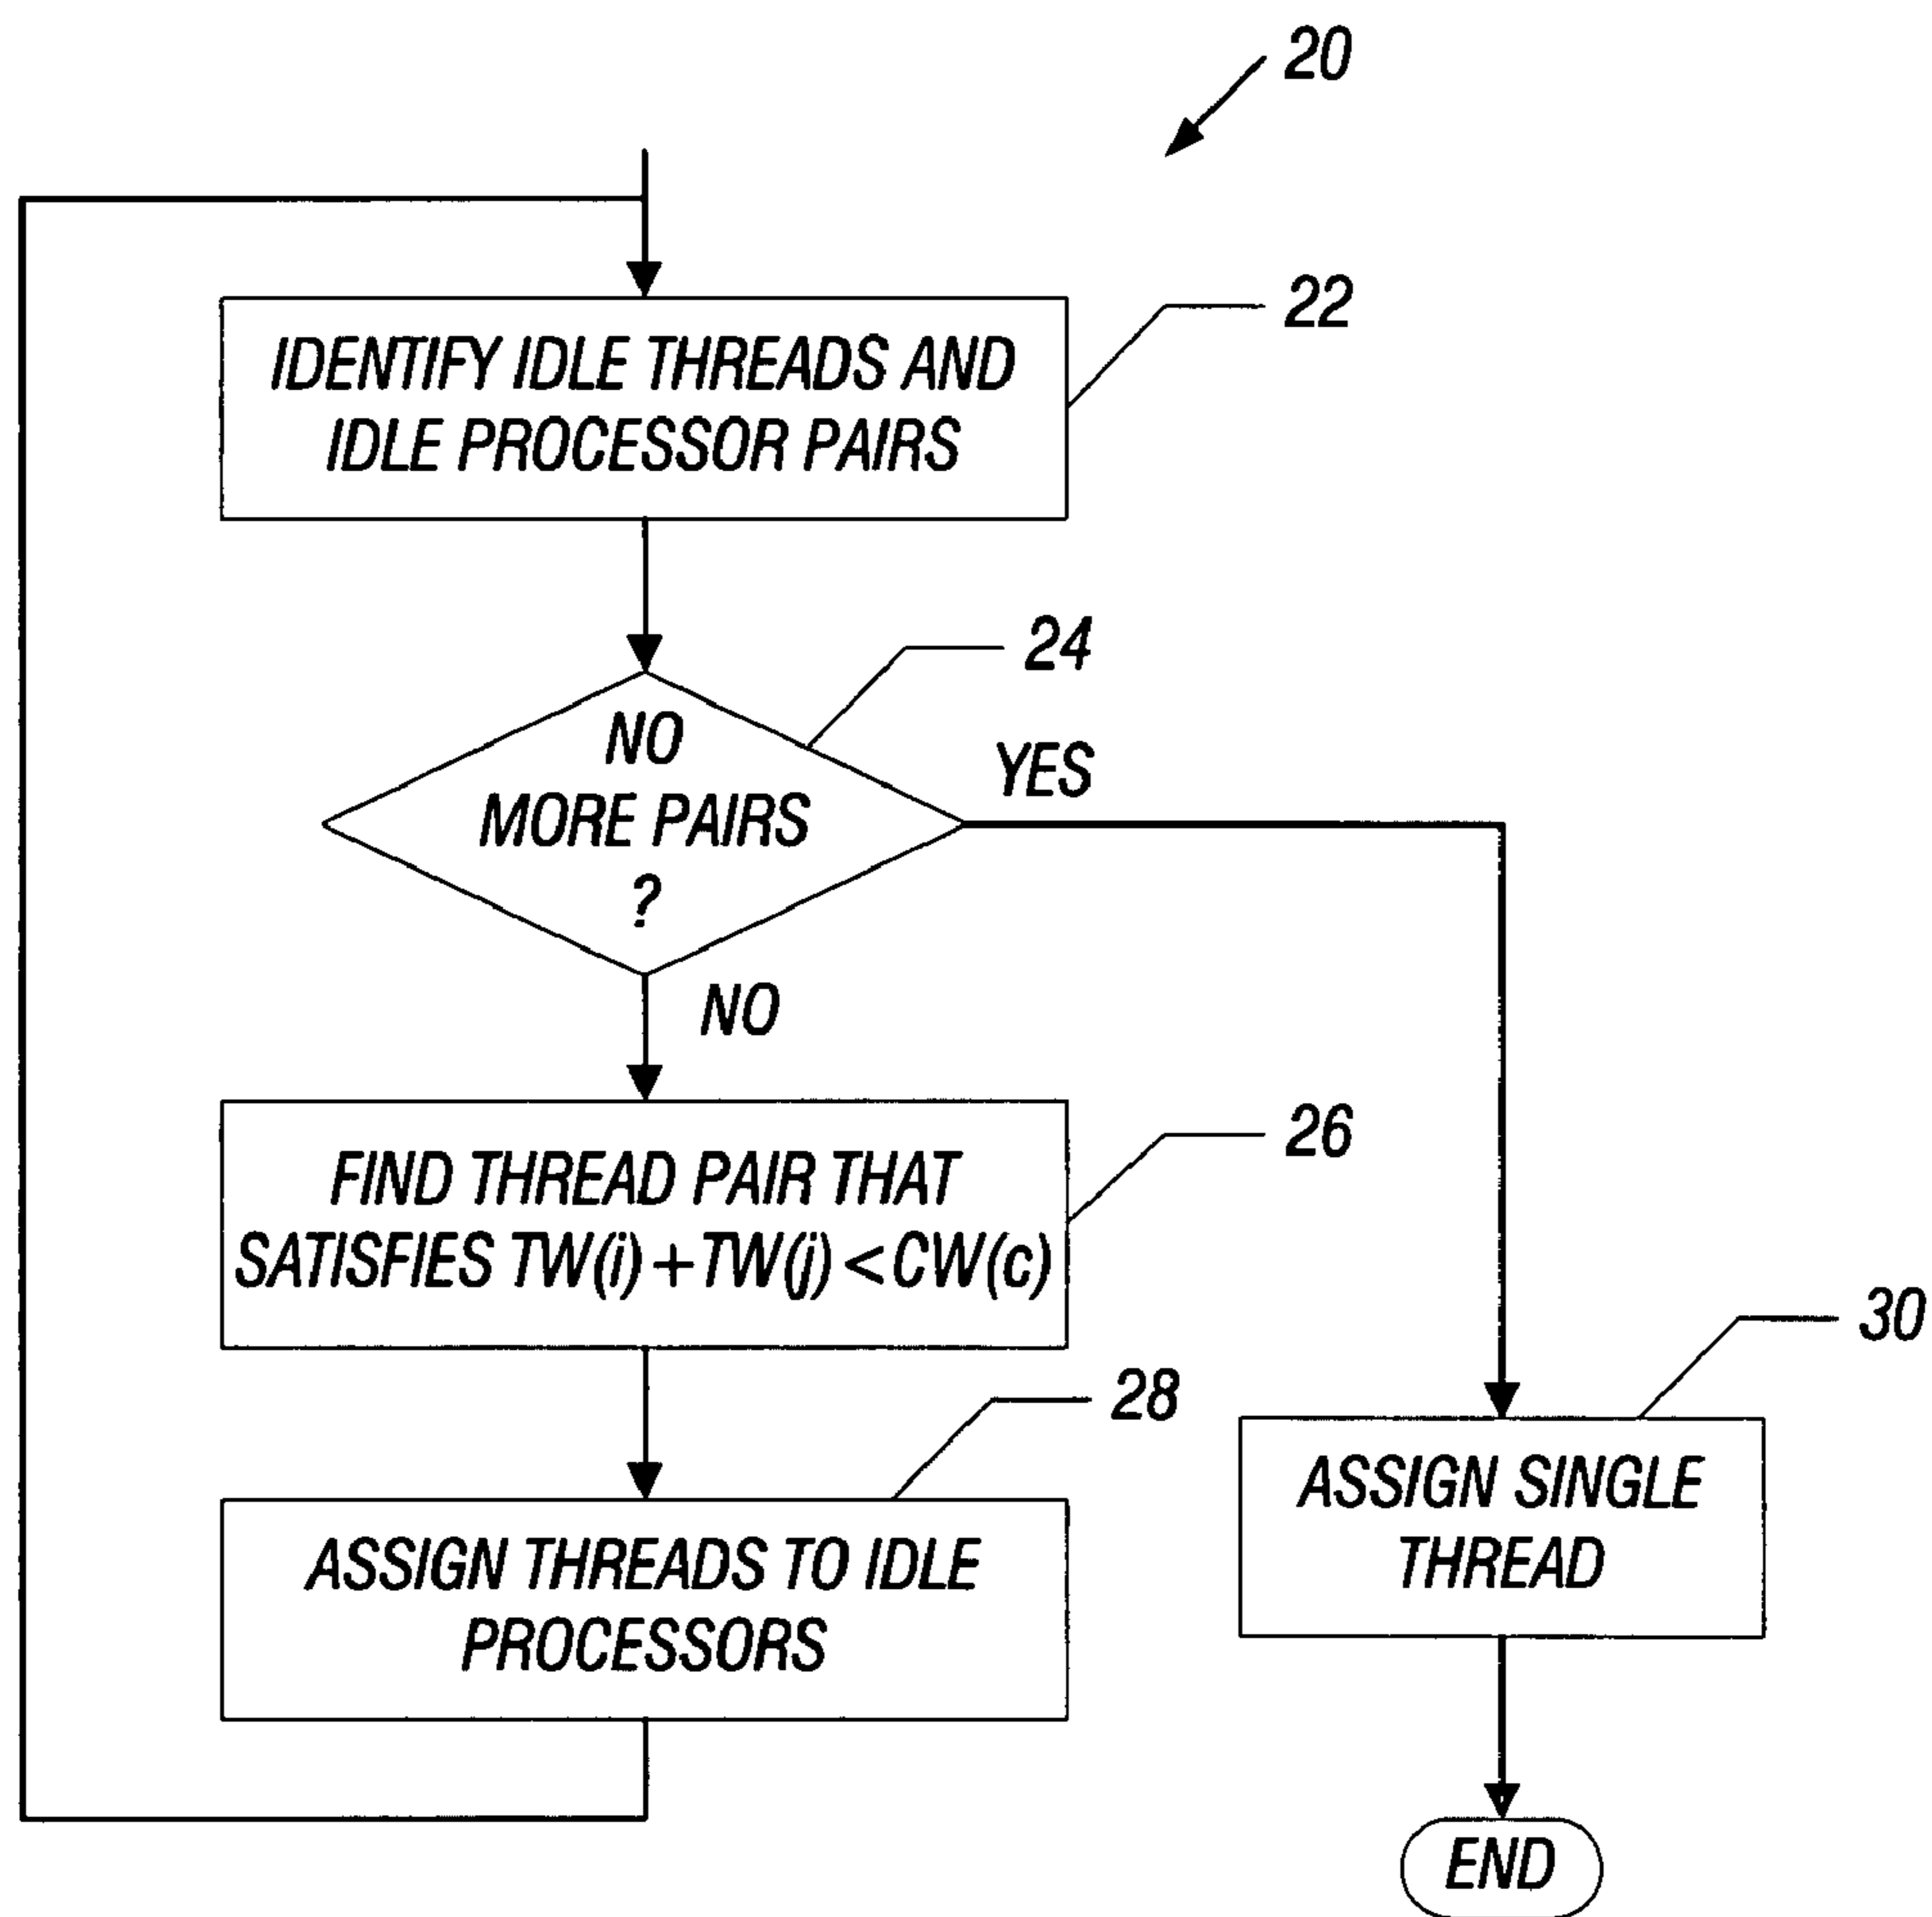 20
IDENTIFY IDLE THREADS AND
IDLE PROCESSOR PAIRS
22
NO
MORE PAIRS
?
24
YES
NO
FIND THREAD PAIR THAT
SATISFIES TW(i)+TW(j)<CW(c)
26
ASSIGN THREADS TO IDLE
PROCESSORS
28
ASSIGN SINGLE
THREAD
30
END